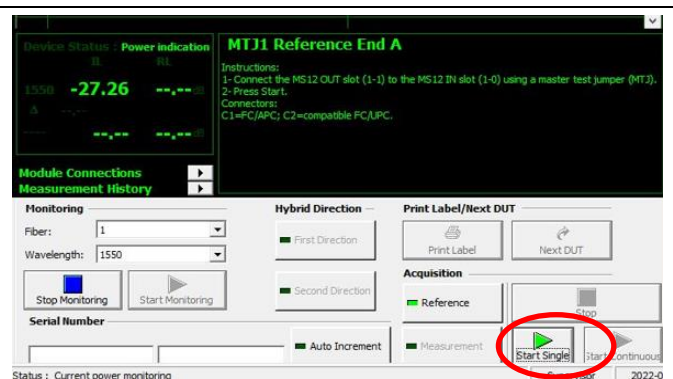 Device Status : Power indication
IL RL
1550 -27.26 --.-- dB
Δ --.--
---- --.-- --.-- dB
Module Connections
Measurement History
MTJ1 Reference End A
Instructions:
1- Connect the MS12 OUT slot (1-1) to the MS12 IN slot (1-0) using a master test jumper (MTJ).
2- Press Start.
Connectors:
C1=FC/APC; C2=compatible FC/UPC.
Monitoring
Fiber: 1
Wavelength: 1550
Stop Monitoring Start Monitoring
Serial Number
Hybrid Direction
First Direction
Second Direction
Auto Increment
Print Label/Next DUT
Print Label Next DUT
Acquisition
Reference Stop
Measurement Start Single Start Continuous
Status : Current power monitoring Supervisor 2022-0